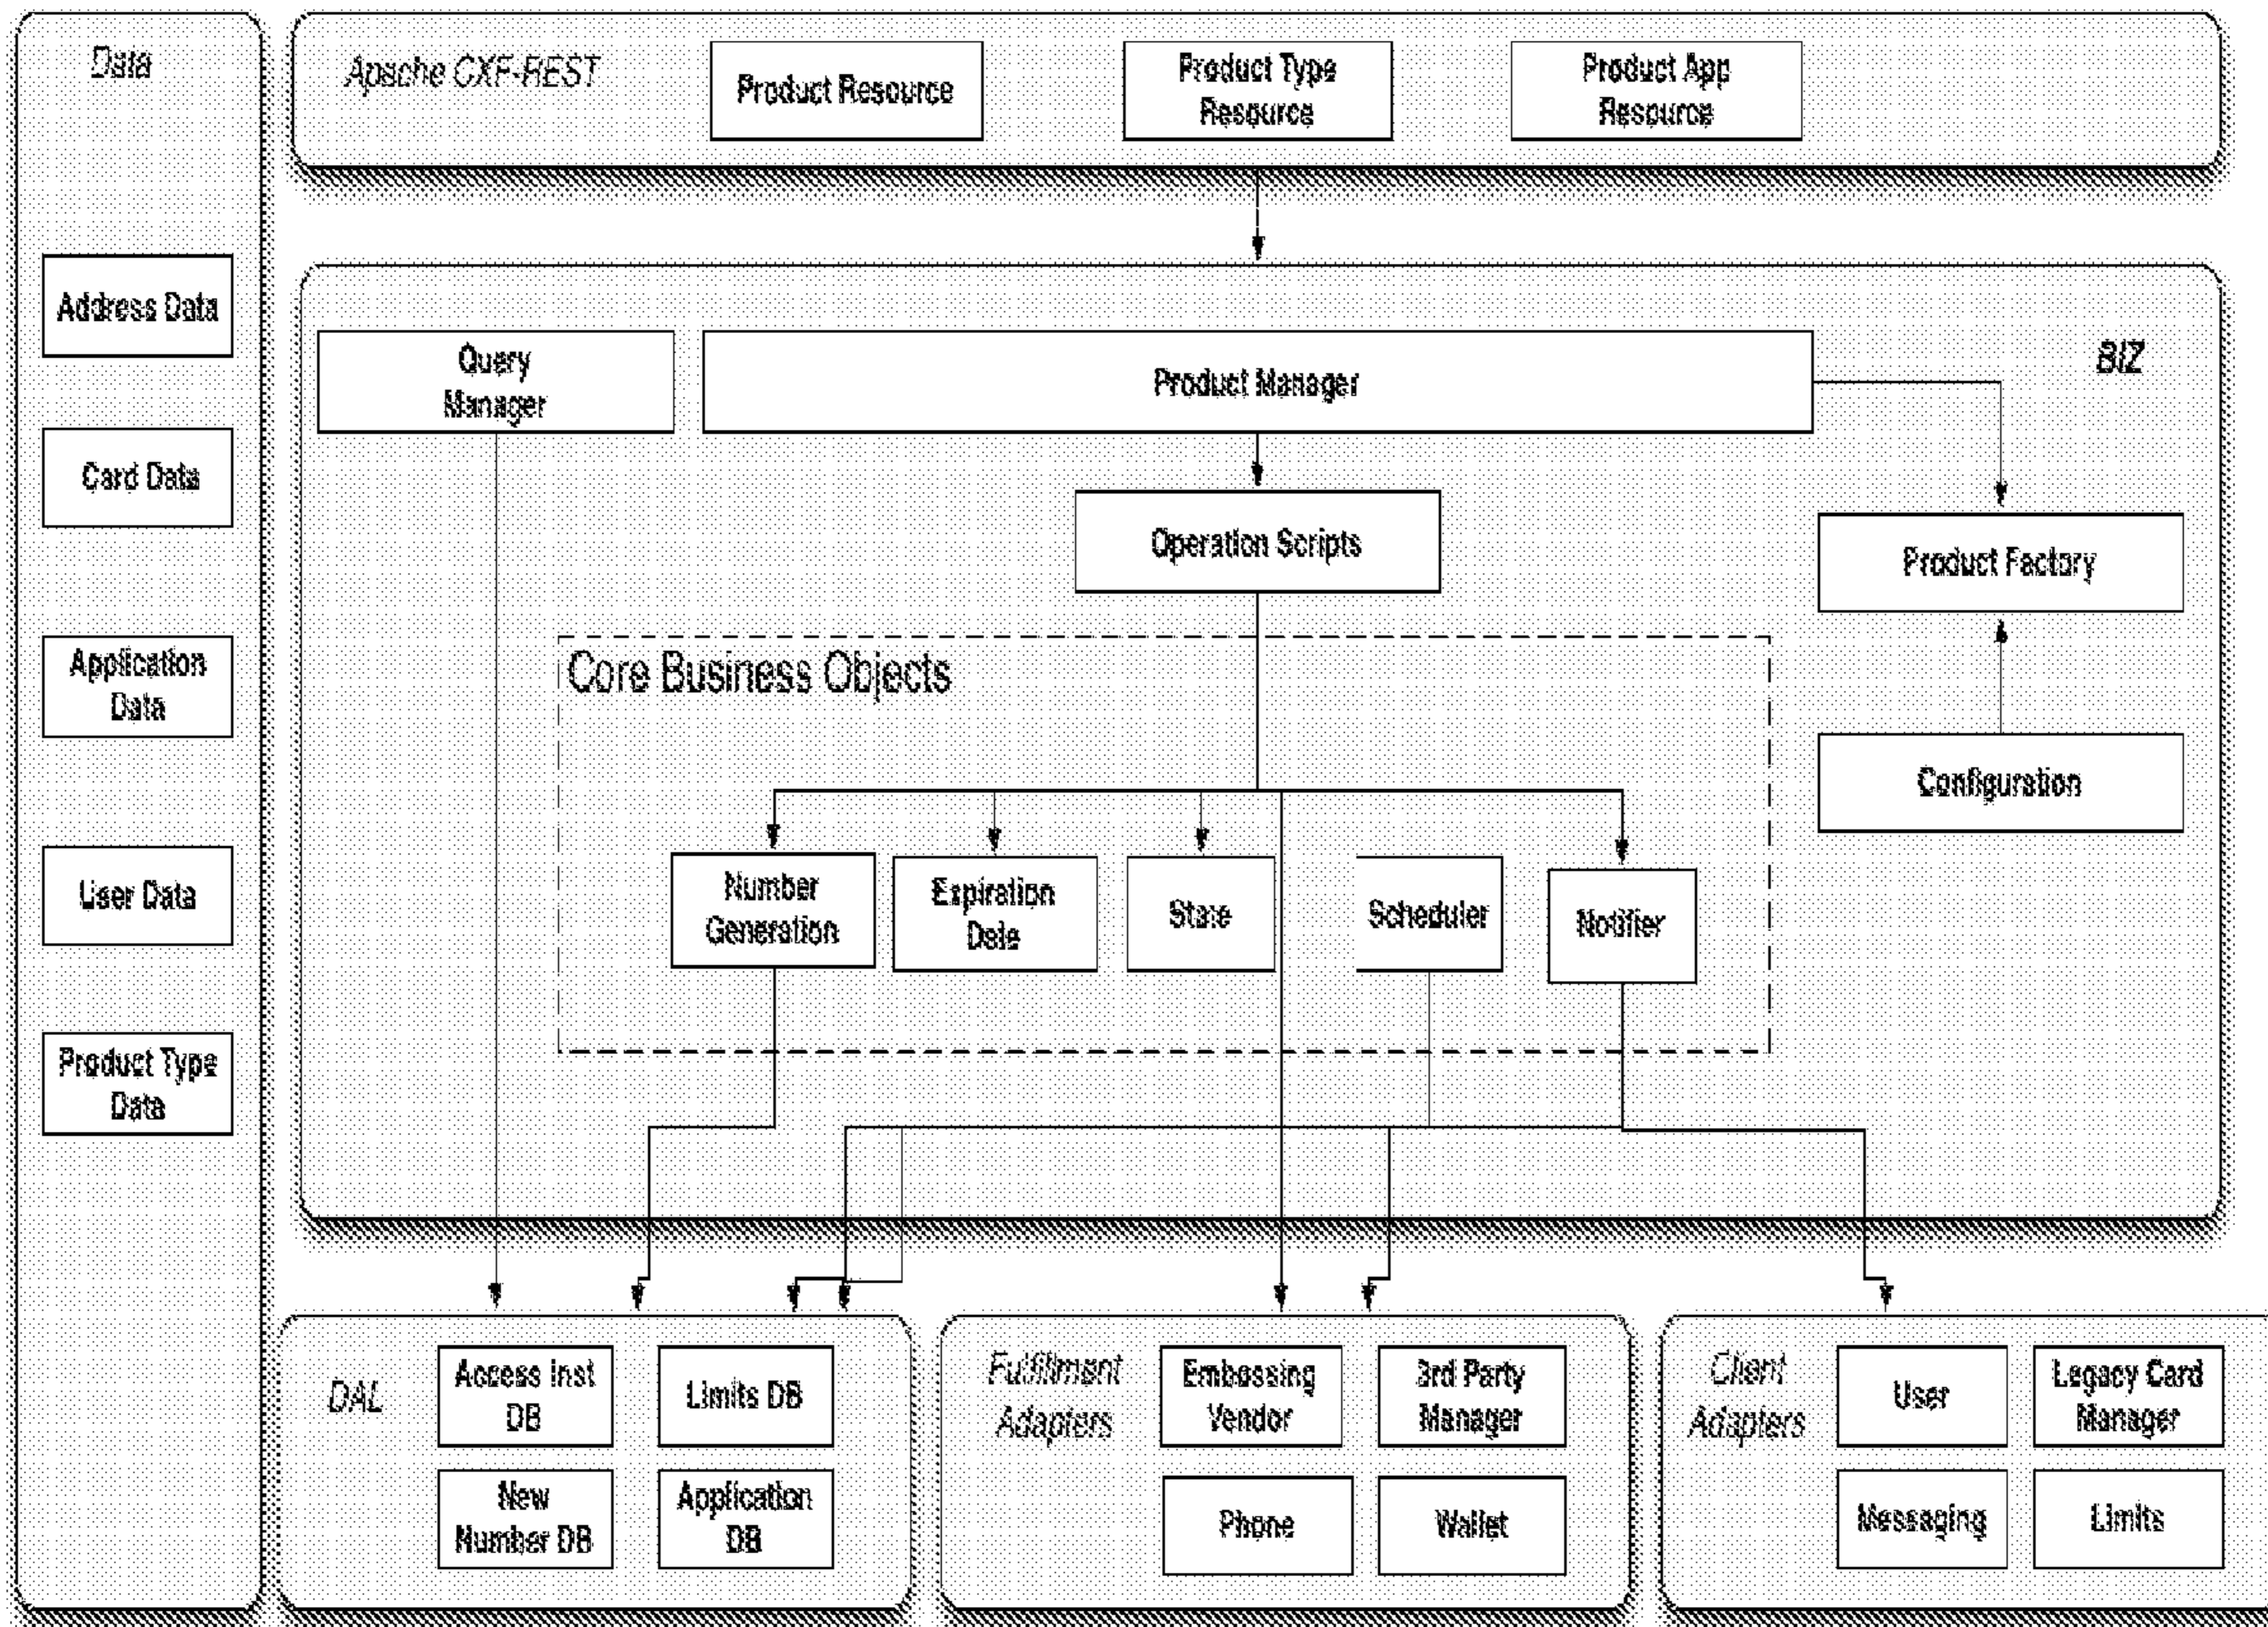 Data
Address Data
Card Data
Application
Data
User Data
Product Type
Data
Apache CXF-REST
Product Resource
Product Type
Resource
Product App
Resource
BIZ
Query
Manager
Product Manager
Operation Scripts
Product Factory
Configuration
Core Business Objects
Number
Generation
Expiration
Date
State
Scheduler
Notifier
DAL
Access Inst
DB
Limits DB
New
Number DB
Application
DB
Fulfillment
Adapters
Embossing
Vendor
3rd Party
Manager
Phone
Wallet
Client
Adapters
User
Legacy Card
Manager
Messaging
Limits